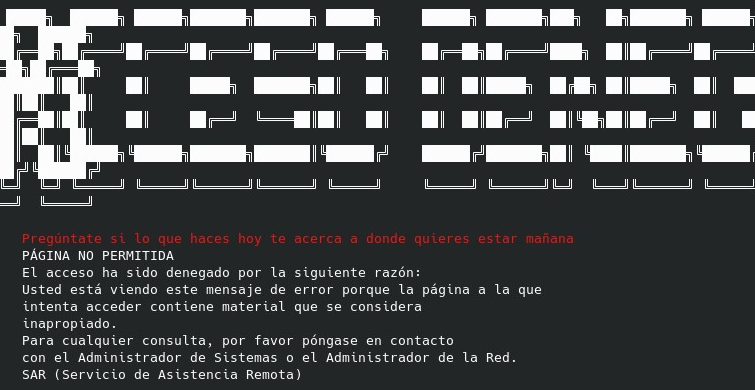 ACCESO DENEGADO
Pregúntate si lo que haces hoy te acerca a donde quieres estar mañana
PÁGINA NO PERMITIDA
El acceso ha sido denegado por la siguiente razón:
Usted está viendo este mensaje de error porque la página a la que
intenta acceder contiene material que se considera
inapropiado.
Para cualquier consulta, por favor póngase en contacto
con el Administrador de Sistemas o el Administrador de la Red.
SAR (Servicio de Asistencia Remota)